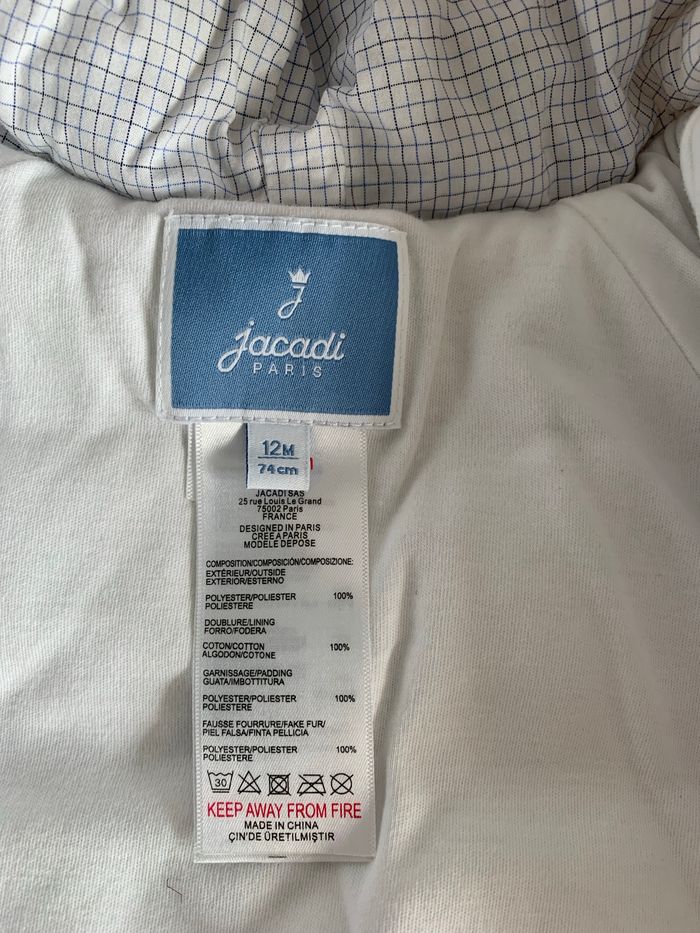 J
jacadi
PARIS
12M
74cm
JACADI SAS
25 rue Louis Le Grand
75002 Paris
FRANCE
DESIGNED IN PARIS
CREE A PARIS
MODELE DEPOSE
COMPOSITION/COMPOSICIÓN/COMPOSIZIONE:
EXTÉRIEUR/OUTSIDE
EXTERIOR/ESTERNO
POLYESTER/POLIESTER 100%
POLIESTERE
DOUBLURE/LINING
FORRO/FODERA
COTON/COTTON 100%
ALGODON/COTONE
GARNISSAGE/PADDING
GUATA/IMBOTTITURA
POLYESTER/POLIESTER 100%
POLIESTERE
FAUSSE FOURRURE/FAKE FUR/
PIEL FALSA/FINTA PELLICIA
POLYESTER/POLIESTER 100%
POLIESTERE
30
KEEP AWAY FROM FIRE
MADE IN CHINA
ÇIN'DE ÜRETILMIŞTIR